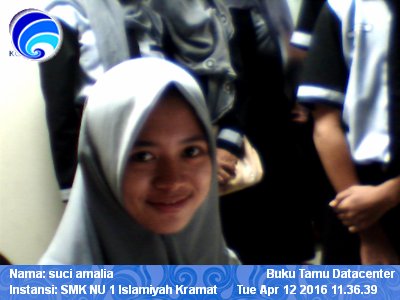 Nama: suci amalia Buku Tamu Datacenter
Instansi: SMK NU 1 Islamiyah Kramat Tue Apr 12 2016 11.36.39